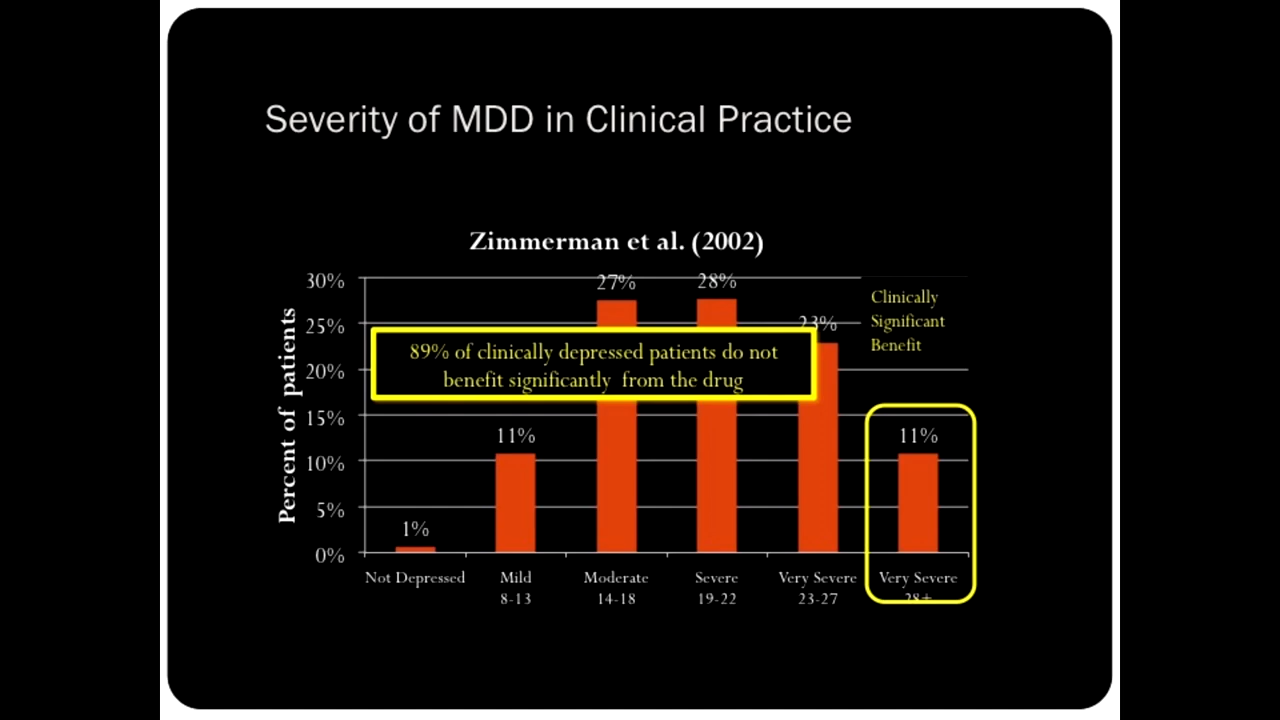 Severity of MDD in Clinical Practice
Zimmerman et al. (2002)
Percent of patients
30%
25%
20%
15%
10%
5%
0%
1%
11%
27%
28%
23%
11%
Clinically
Significant
Benefit
89% of clinically depressed patients do not
benefit significantly from the drug
Not Depressed
Mild
8-13
Moderate
14-18
Severe
19-22
Very Severe
23-27
Very Severe
28+